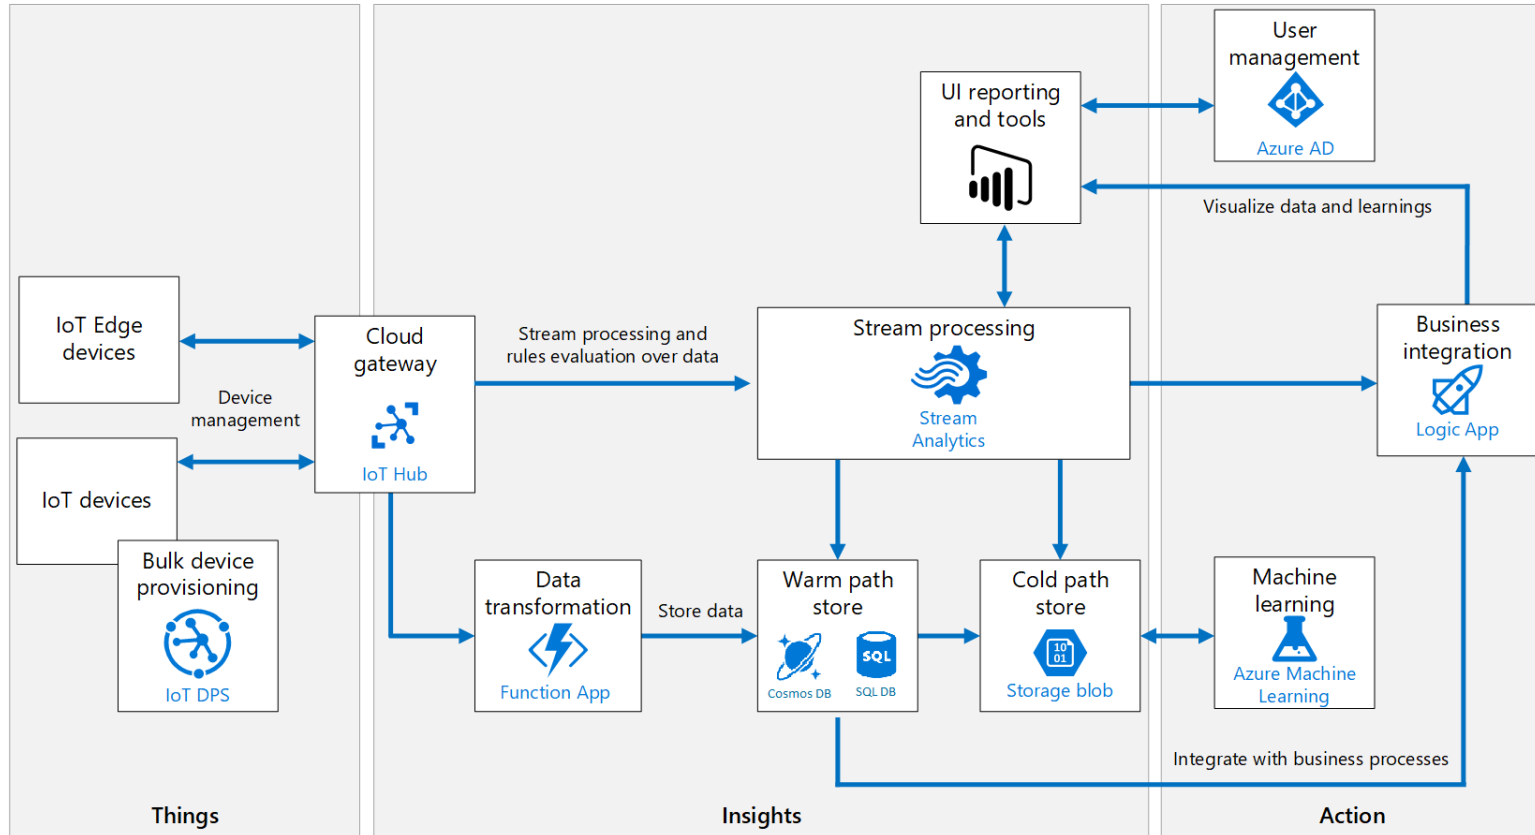 User
management
Azure AD
UI reporting
and tools
Visualize data and learnings
IoT Edge
devices
Device
management
IoT devices
Bulk device
provisioning
IoT DPS
Cloud
gateway
IoT Hub
Stream processing and
rules evaluation over data
Stream processing
Stream
Analytics
Business
integration
Logic App
Data
transformation
Function App
Store data
Warm path
store
SQL
Cosmos DB
SQL DB
Cold path
store
10
01
Storage blob
Machine
learning
Azure Machine
Learning
Integrate with business processes
Things
Insights
Action